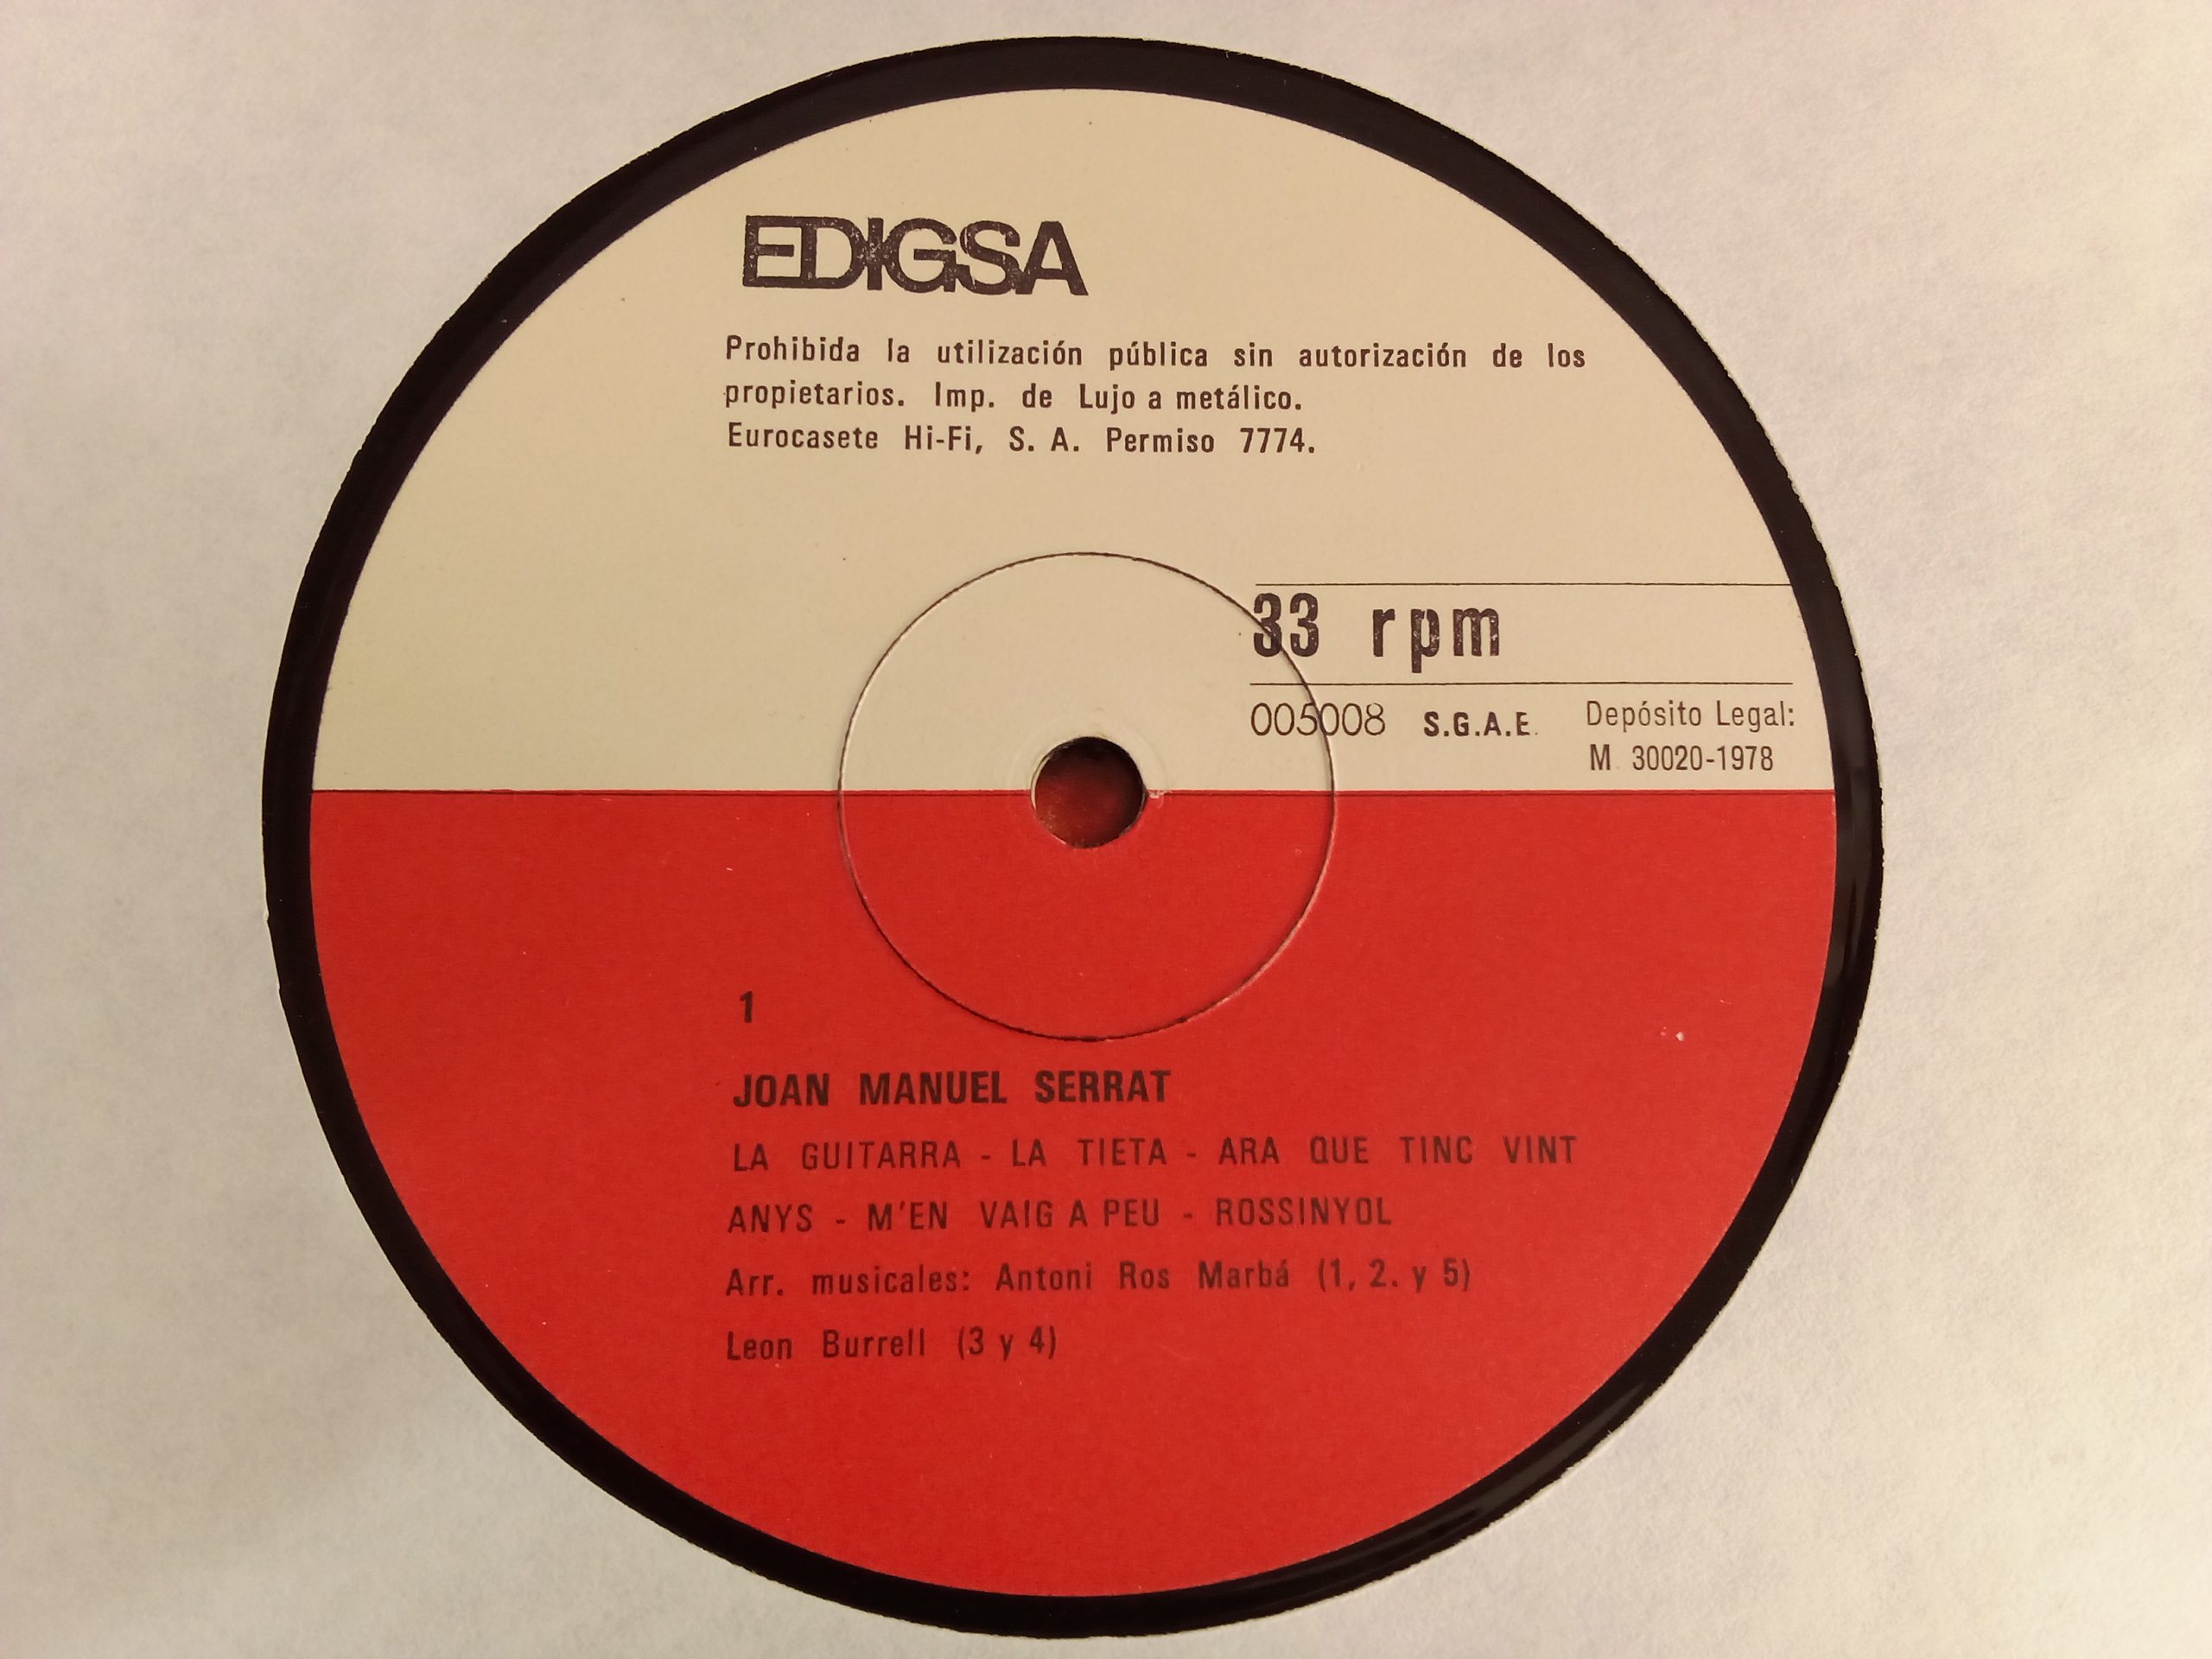 EDIGSA
Prohibida la utilización pública sin autorización de los
propietarios. Imp. de Lujo a metálico.
Eurocasete Hi-Fi, S. A. Permiso 7774.
33 rpm
005008 S.G.A.E. Depósito Legal:
M 30020-1978
1
JOAN MANUEL SERRAT
LA GUITARRA - LA TIETA - ARA QUE TINC VINT
ANYS - M'EN VAIG A PEU - ROSSINYOL
Arr. musicales: Antoni Ros Marbá (1, 2. y 5)
Leon Burrell (3 y 4)